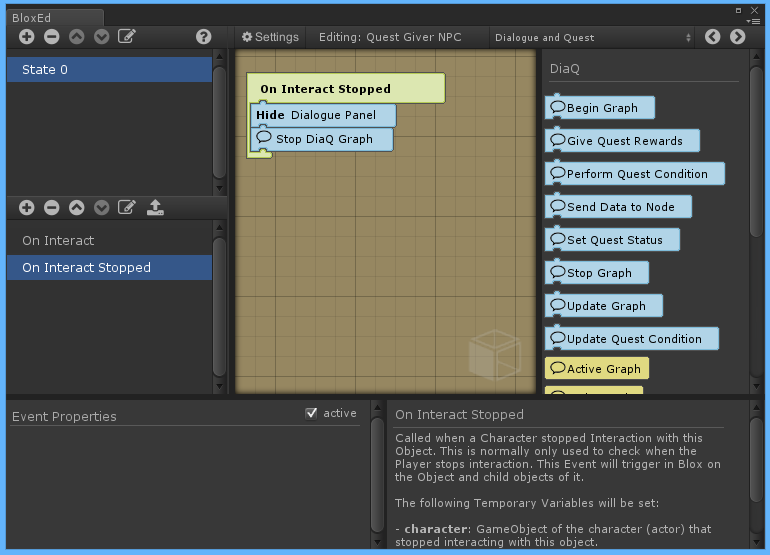 BloxEd
Settings
Editing: Quest Giver NPC
Dialogue and Quest
State 0
On Interact
On Interact Stopped
On Interact Stopped
Hide Dialogue Panel
Stop DiaQ Graph
DiaQ
Begin Graph
Give Quest Rewards
Perform Quest Condition
Send Data to Node
Set Quest Status
Stop Graph
Update Graph
Update Quest Condition
Active Graph
Event Properties
active
On Interact Stopped
Called when a Character stopped Interaction with this
Object. This is normally only used to check when the
Player stops interaction. This Event will trigger in Blox on
the Object and child objects of it.
The following Temporary Variables will be set:
- character: GameObject of the character (actor) that
stopped interacting with this object.